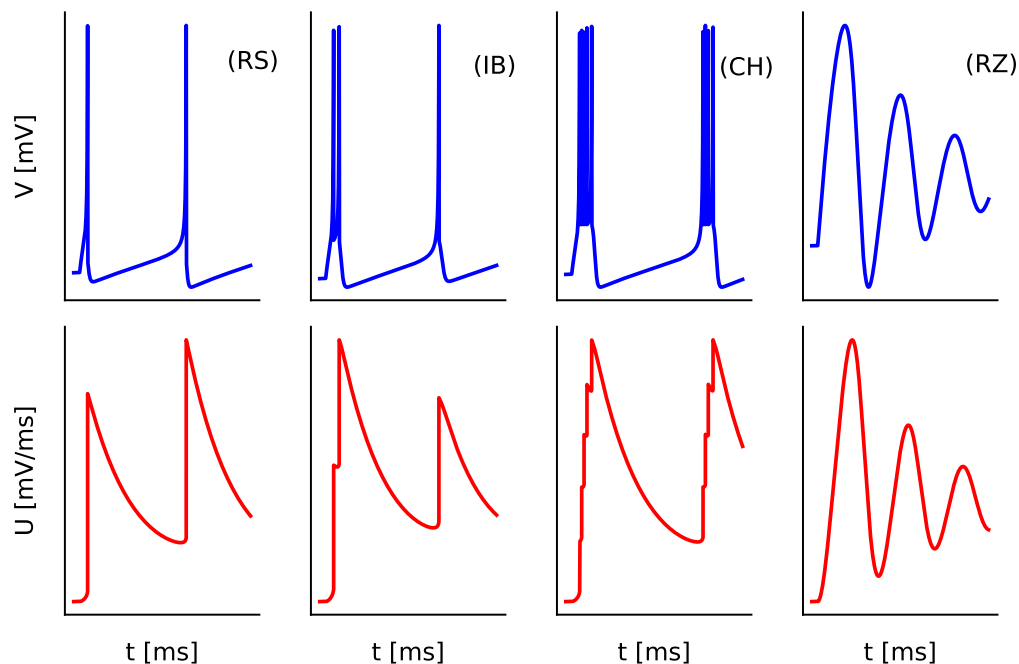 (RS)
(IB)
(CH)
(RZ)
V [mV]
U [mV/ms]
t [ms]
t [ms]
t [ms]
t [ms]